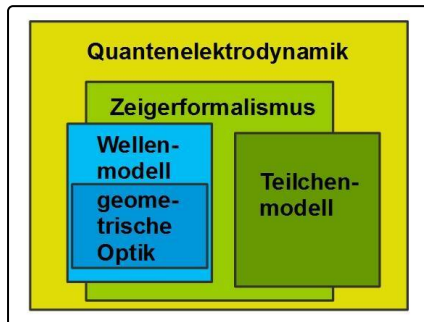 Quantenelektrodynamik
Zeigerformalismus
Wellen-
modell
geome-
trische
Optik
Teilchen-
modell